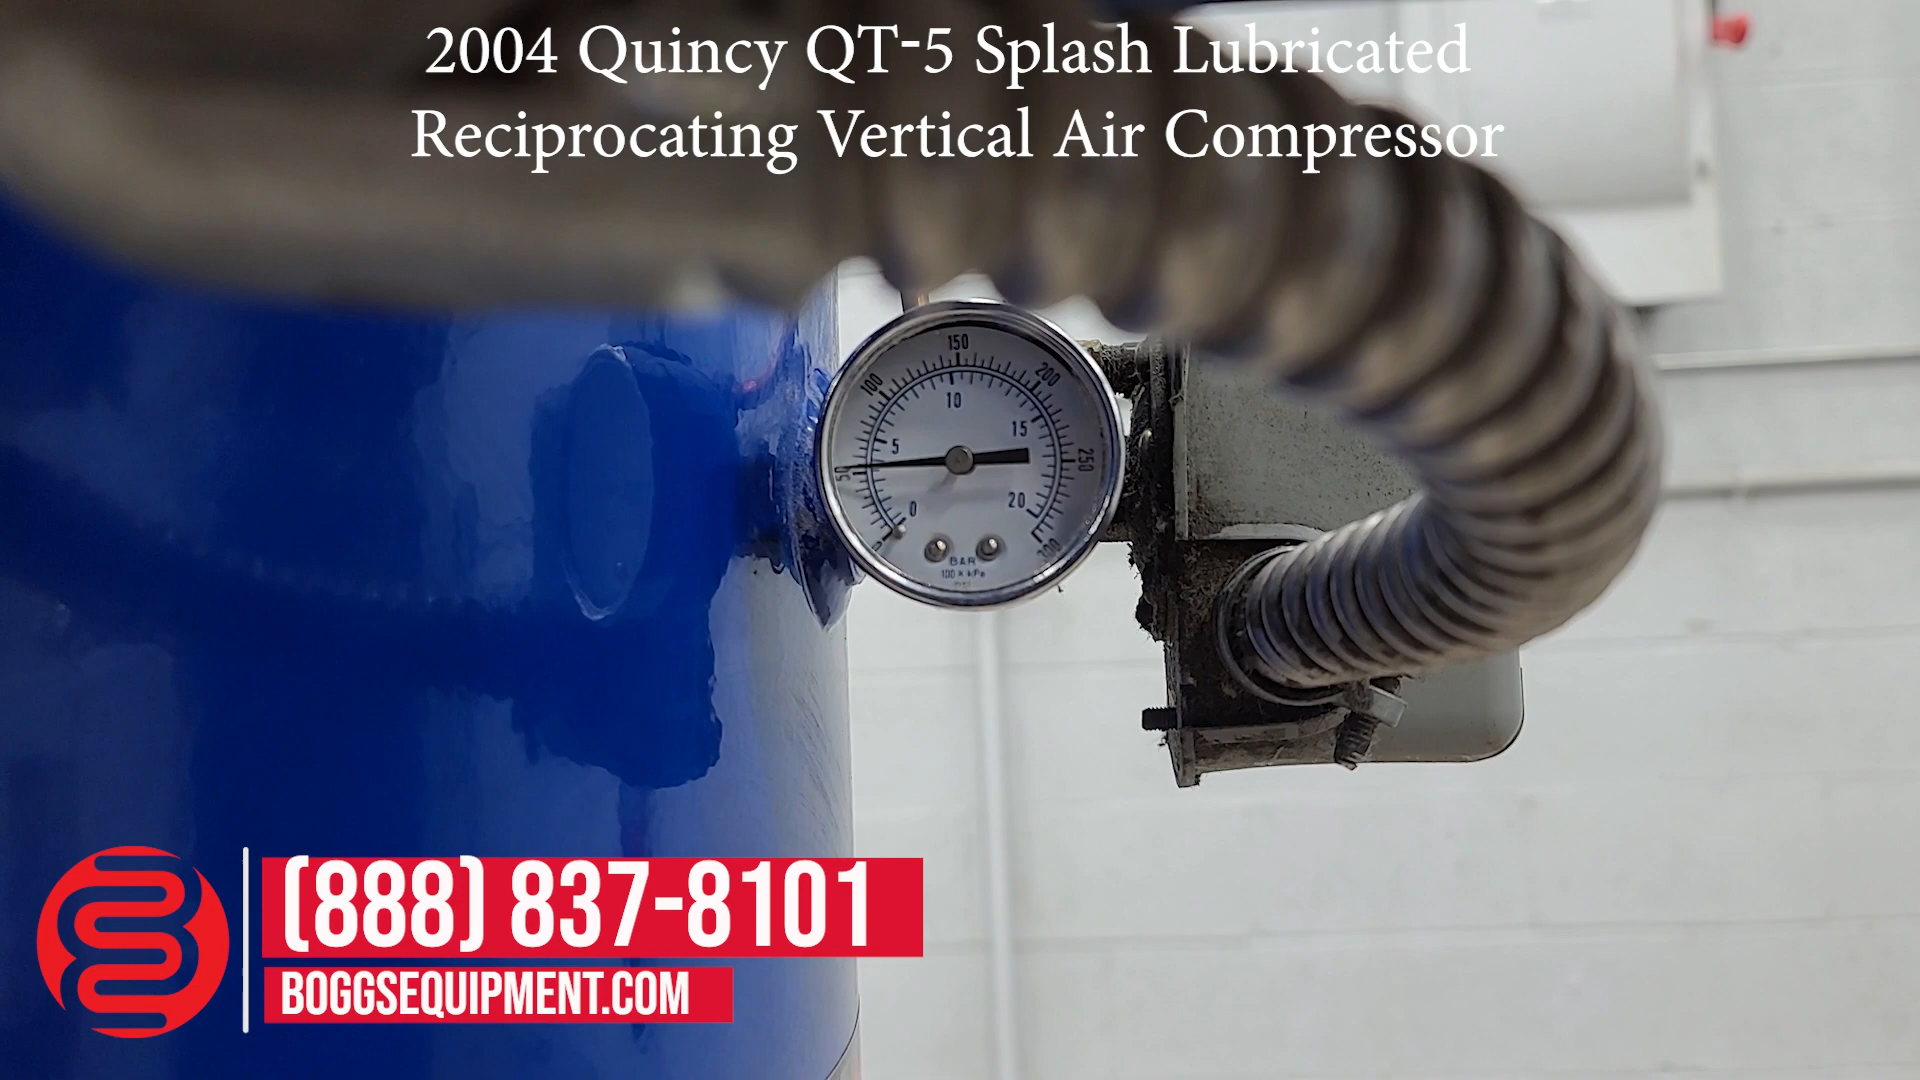 2004 Quincy QT-5 Splash Lubricated
Reciprocating Vertical Air Compressor
150
100
200
10
5
15
50
250
0
20
0
300
BAR
100 x kPa
(888) 837-8101
BOGGSEQUIPMENT.COM